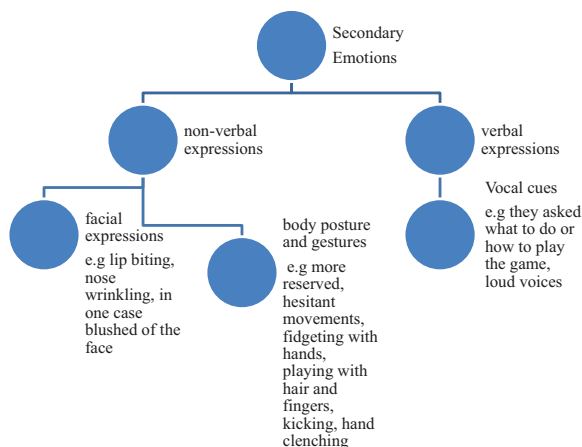 Secondary
Emotions
non-verbal
expressions
verbal
expressions
facial
expressions
e.g lip biting,
nose
wrinkling, in
one case
blushed of the
face
body posture
and gestures
e.g more
reserved,
hesitant
movements,
fidgeting with
hands,
playing with
hair and
fingers,
kicking, hand
clenching
Vocal cues
e.g they asked
what to do or
how to play
the game,
loud voices